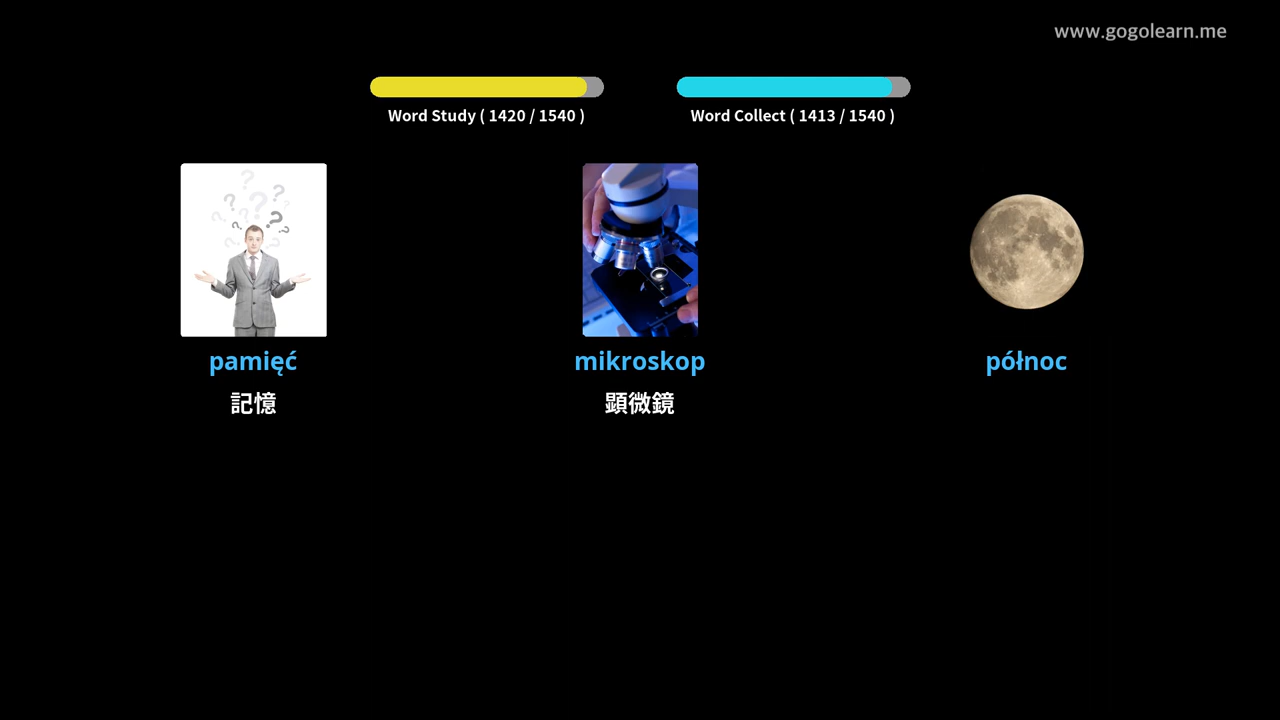 www.gogolearn.me
Word Study ( 1420 / 1540 )
Word Collect ( 1413 / 1540 )
pamięć
mikroskop
północ
記憶
顕微鏡